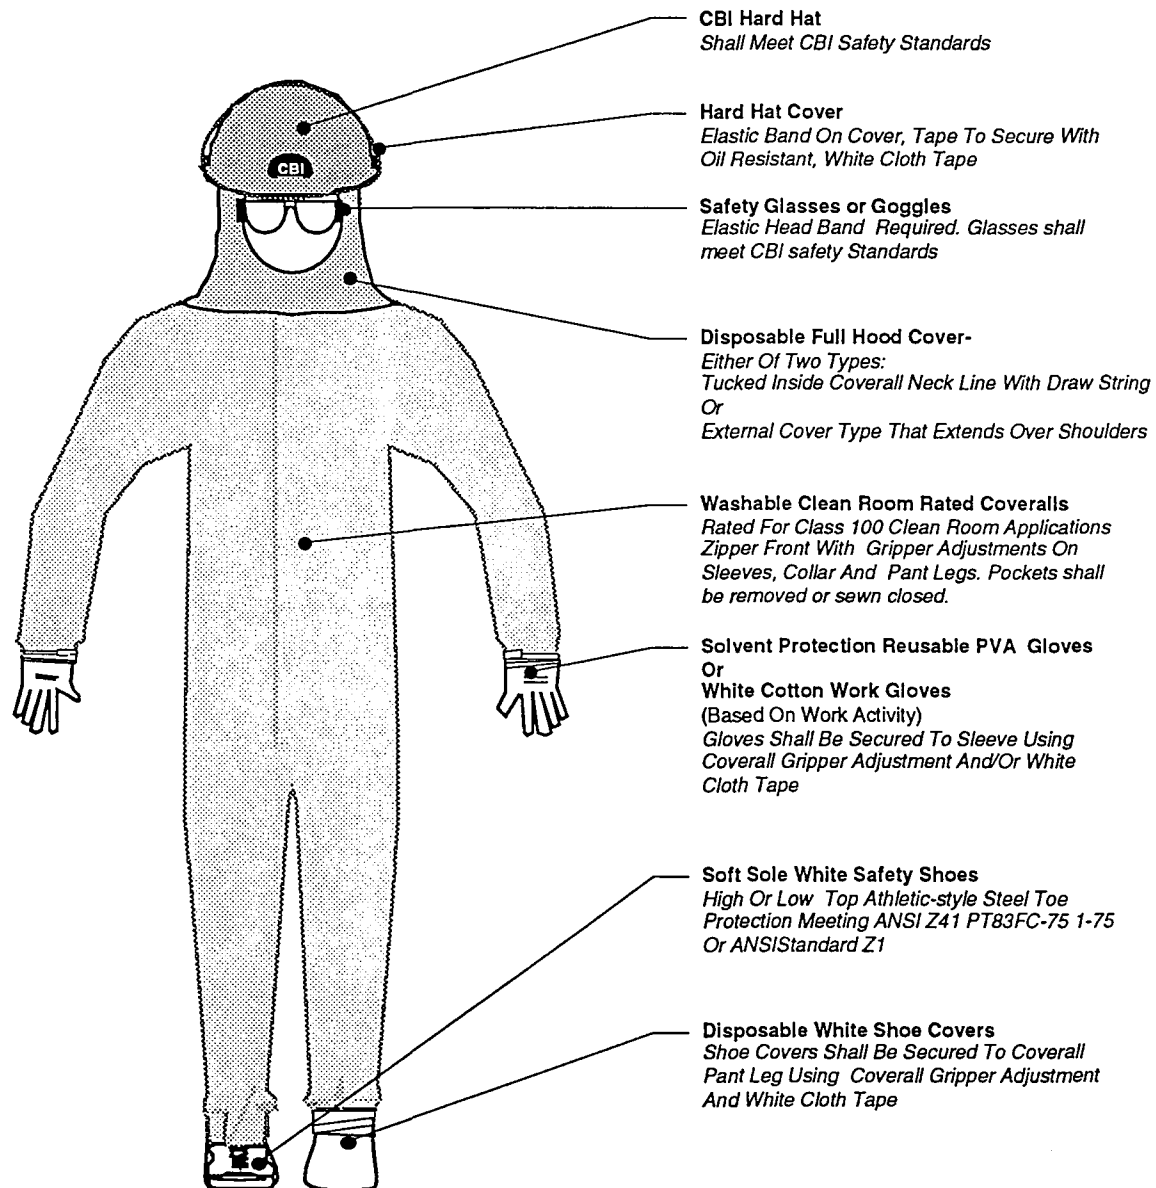 CBI Hard Hat
Shall Meet CBI Safety Standards
Hard Hat Cover
Elastic Band On Cover, Tape To Secure With
Oil Resistant, White Cloth Tape
CBI
Safety Glasses or Goggles
Elastic Head Band Required. Glasses shall
meet CBI safety Standards
Disposable Full Hood Cover-
Either Of Two Types:
Tucked Inside Coverall Neck Line With Draw String
Or
External Cover Type That Extends Over Shoulders
Washable Clean Room Rated Coveralls
Rated For Class 100 Clean Room Applications
Zipper Front With Gripper Adjustments On
Sleeves, Collar And Pant Legs. Pockets shall
be removed or sewn closed.
Solvent Protection Reusable PVA Gloves
Or
White Cotton Work Gloves
(Based On Work Activity)
Gloves Shall Be Secured To Sleeve Using
Coverall Gripper Adjustment And/Or White
Cloth Tape
Soft Sole White Safety Shoes
High Or Low Top Athletic-style Steel Toe
Protection Meeting ANSI Z41 PT83FC-75 1-75
Or ANSIStandard Z1
Disposable White Shoe Covers
Shoe Covers Shall Be Secured To Coverall
Pant Leg Using Coverall Gripper Adjustment
And White Cloth Tape